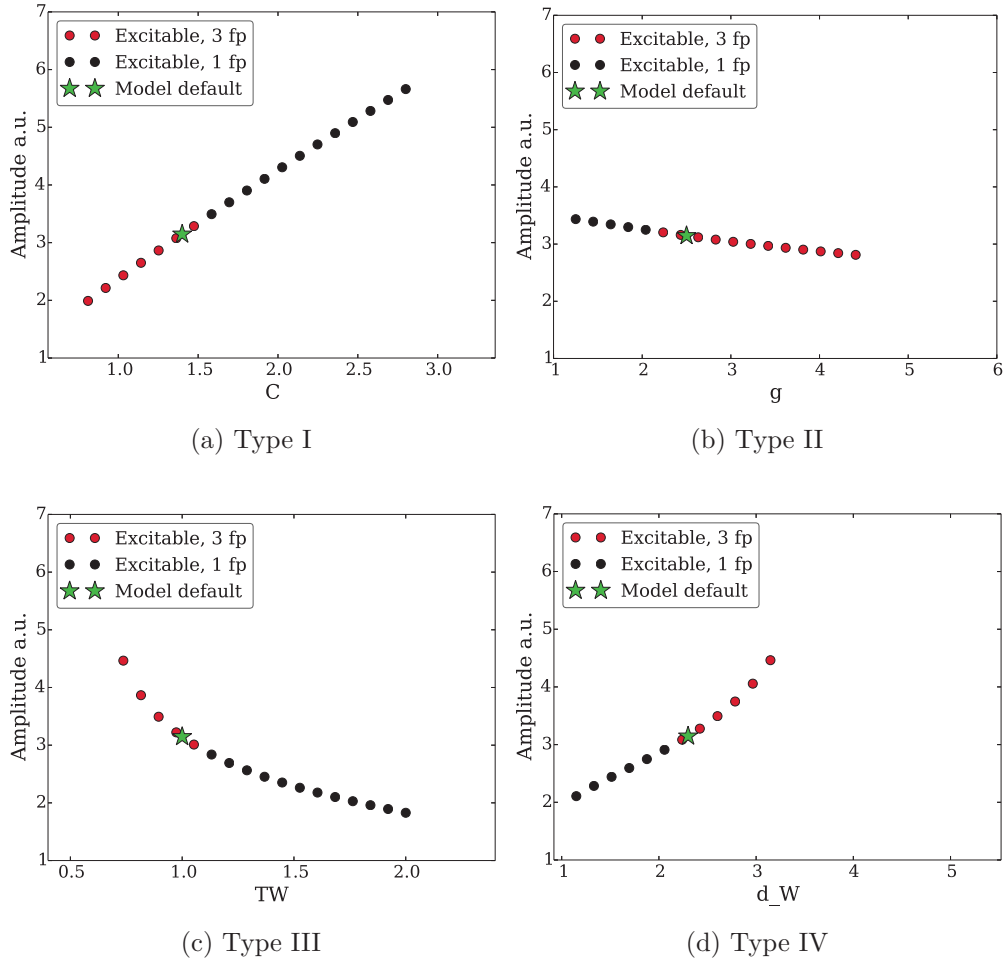 7
6
5
4
3
2
1
Amplitude a.u.
Excitable, 3 fp
Excitable, 1 fp
Model default
1.0 1.5 2.0 2.5 3.0
C
(a) Type I
7
6
5
4
3
2
1
Amplitude a.u.
Excitable, 3 fp
Excitable, 1 fp
Model default
1 2 3 4 5 6
g
(b) Type II
7
6
5
4
3
2
1
Amplitude a.u.
Excitable, 3 fp
Excitable, 1 fp
Model default
0.5 1.0 1.5 2.0
TW
(c) Type III
7
6
5
4
3
2
1
Amplitude a.u.
Excitable, 3 fp
Excitable, 1 fp
Model default
1 2 3 4 5
d_W
(d) Type IV